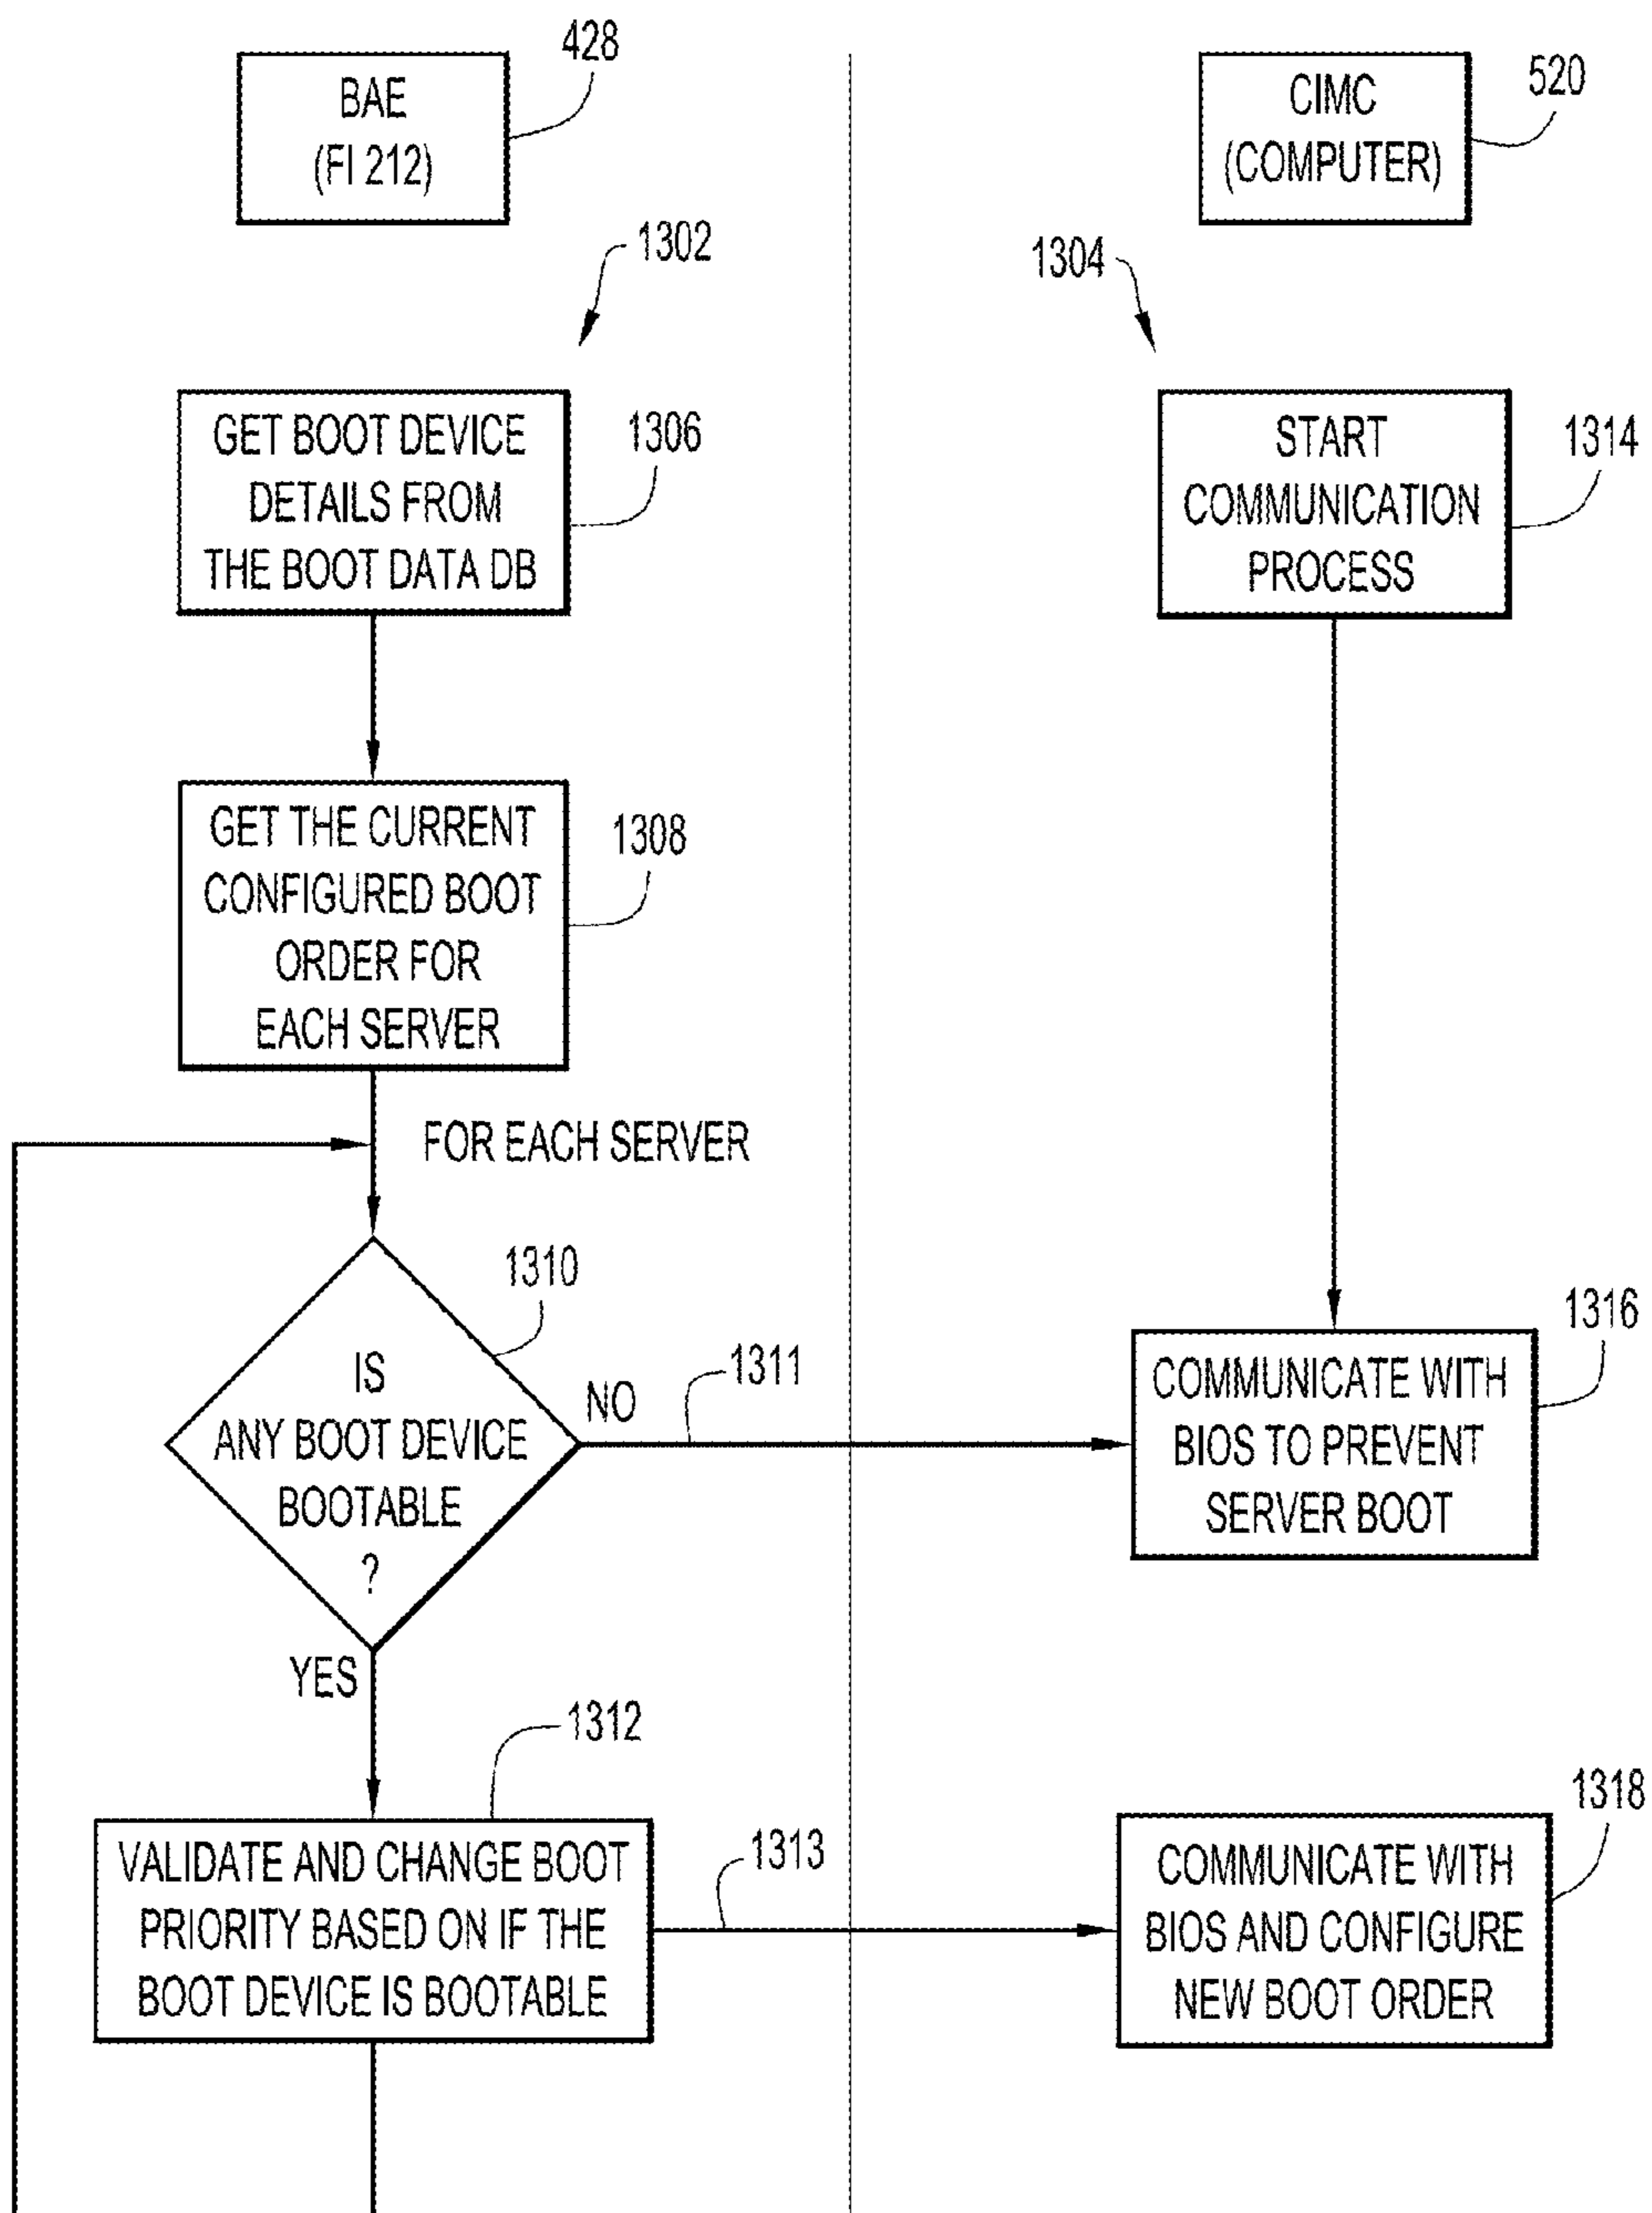 428
BAE
(FI 212)
520
CIMC
(COMPUTER)
1302
1304
GET BOOT DEVICE
DETAILS FROM
THE BOOT DATA DB
1306
START
COMMUNICATION
PROCESS
1314
GET THE CURRENT
CONFIGURED BOOT
ORDER FOR
EACH SERVER
1308
FOR EACH SERVER
1310
IS
ANY BOOT DEVICE
BOOTABLE
?
NO
1311
1316
COMMUNICATE WITH
BIOS TO PREVENT
SERVER BOOT
YES
1312
VALIDATE AND CHANGE BOOT
PRIORITY BASED ON IF THE
BOOT DEVICE IS BOOTABLE
1313
1318
COMMUNICATE WITH
BIOS AND CONFIGURE
NEW BOOT ORDER